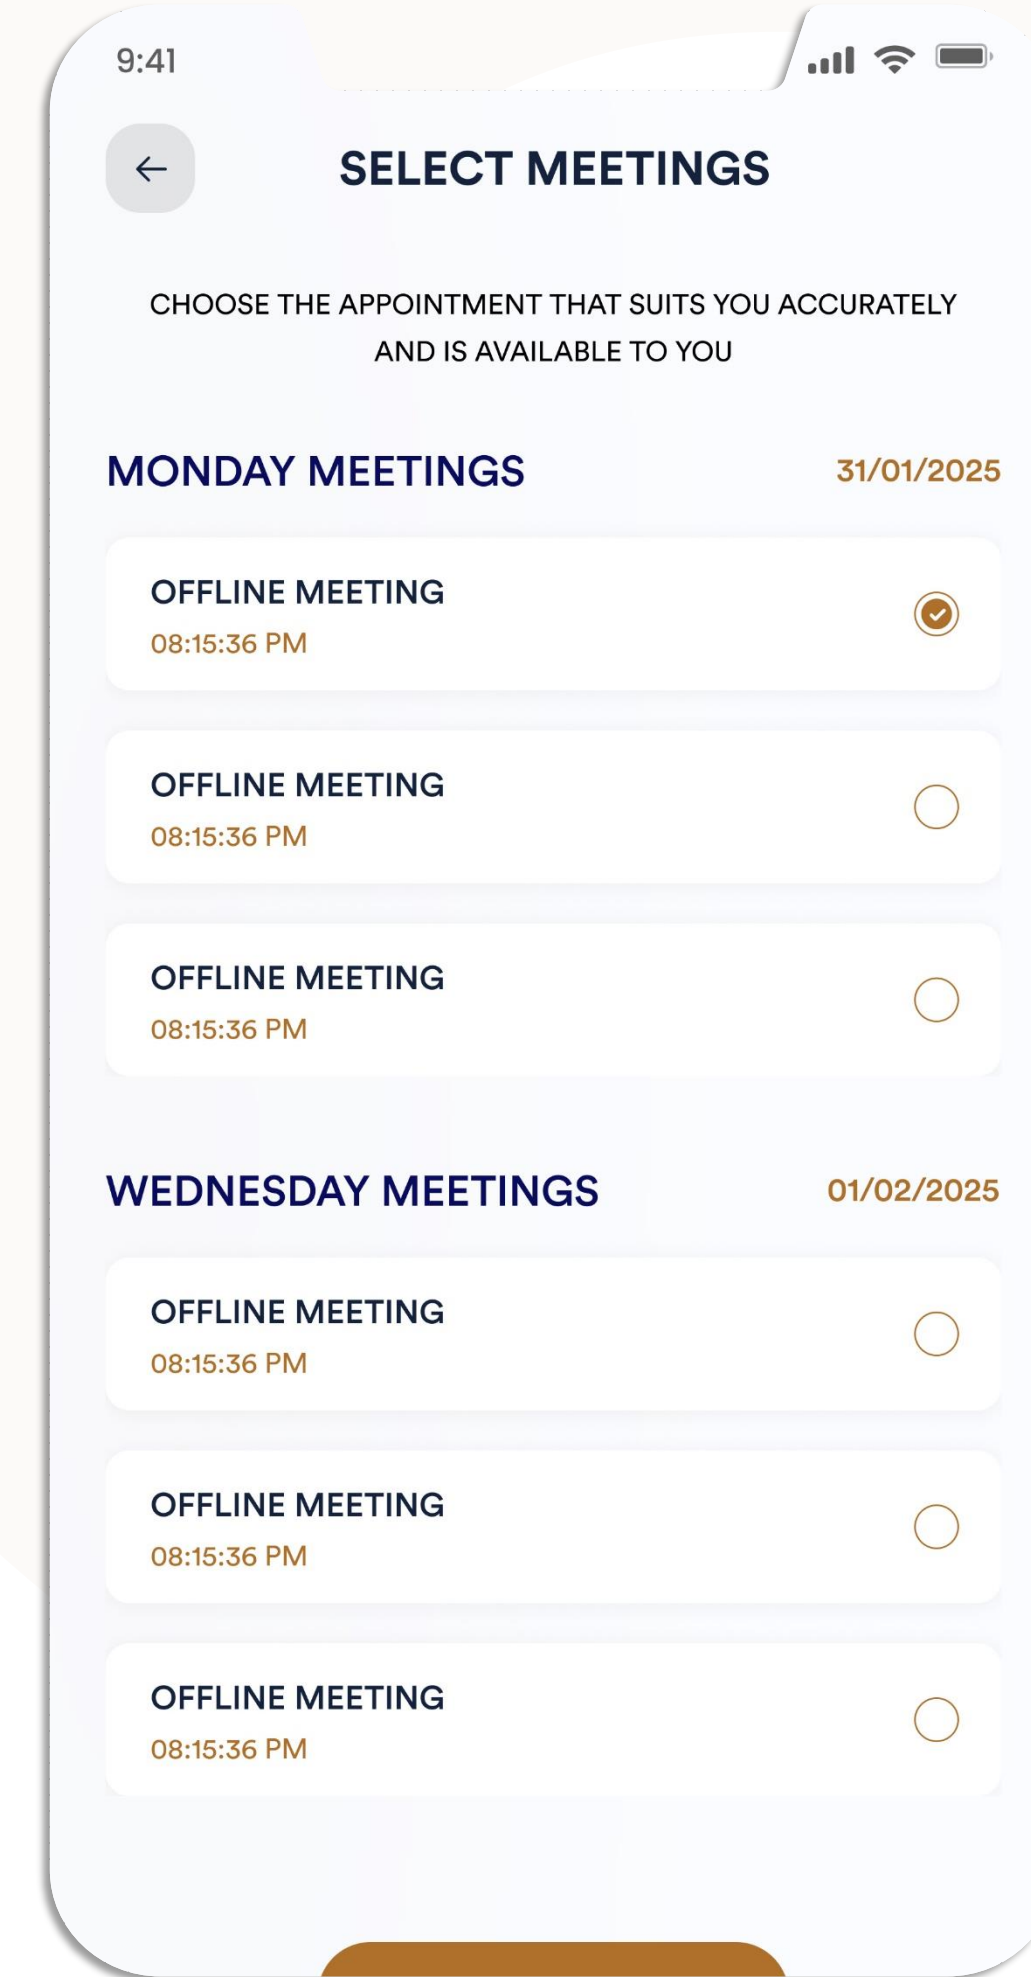 9:41
SELECT MEETINGS
CHOOSE THE APPOINTMENT THAT SUITS YOU ACCURATELY
AND IS AVAILABLE TO YOU
MONDAY MEETINGS 31/01/2025
OFFLINE MEETING
08:15:36 PM
OFFLINE MEETING
08:15:36 PM
OFFLINE MEETING
08:15:36 PM
WEDNESDAY MEETINGS 01/02/2025
OFFLINE MEETING
08:15:36 PM
OFFLINE MEETING
08:15:36 PM
OFFLINE MEETING
08:15:36 PM